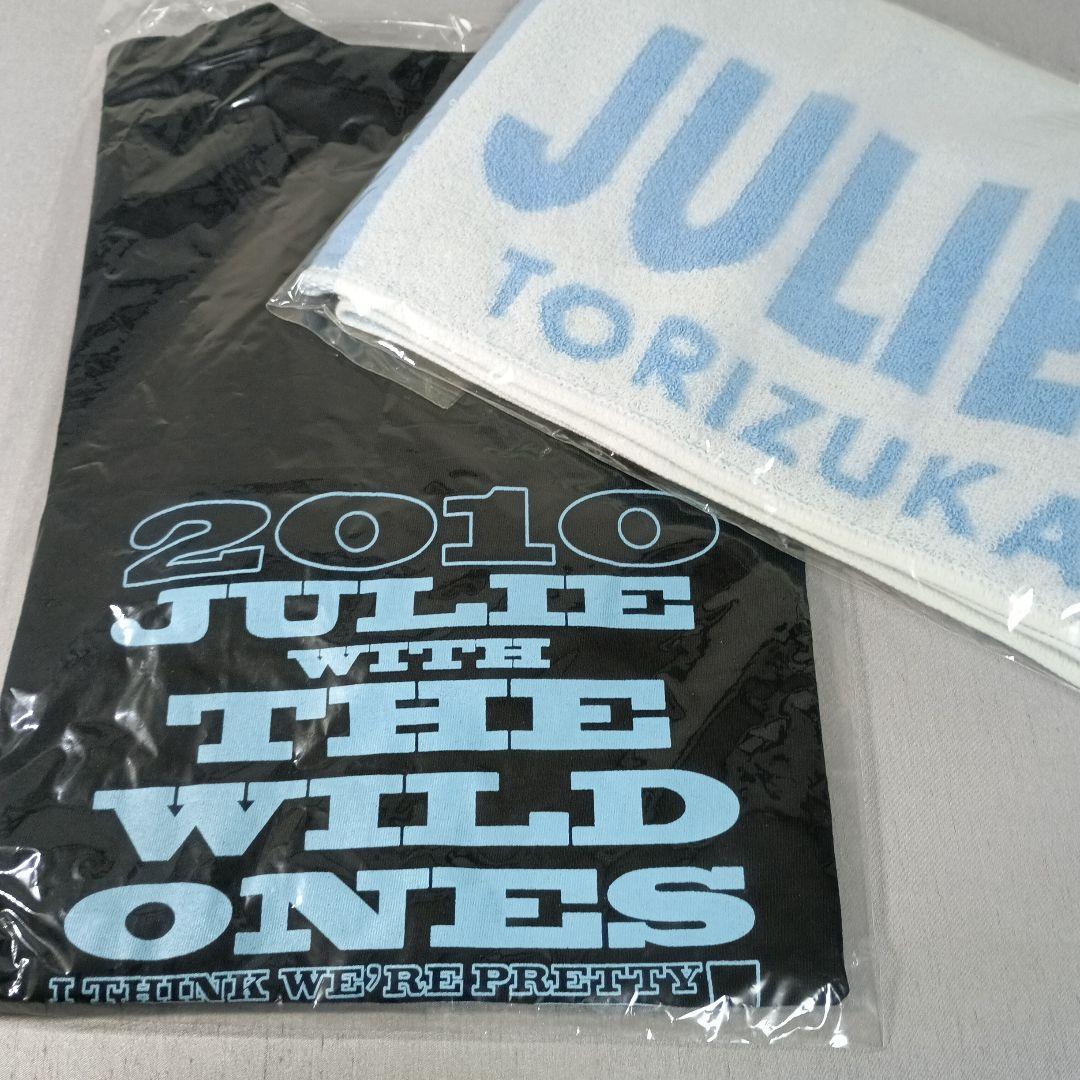 JULIE
TORIZUKA
2010
JULIE
WITH
THE
WILD
ONES
I THINK WE'RE PRETTY